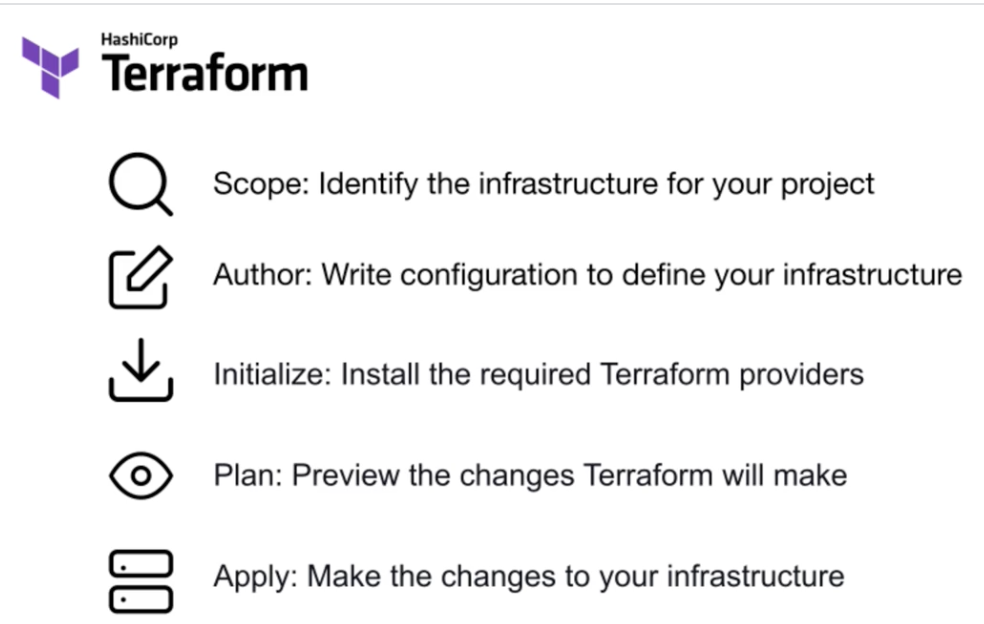 HashiCorp
Terraform
Scope: Identify the infrastructure for your project
Author: Write configuration to define your infrastructure
Initialize: Install the required Terraform providers
Plan: Preview the changes Terraform will make
Apply: Make the changes to your infrastructure